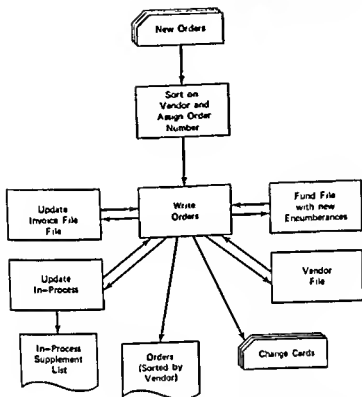 New Orders
Sort on
Vendor and
Assign Order
Number
Update
Invoice File
File
Write
Orders
Fund File
with new
Encumberances
Update
In-Process
Vendor
File
In-Process
Supplement
List
Orders
(Sorted by
Vendor)
Change Cards